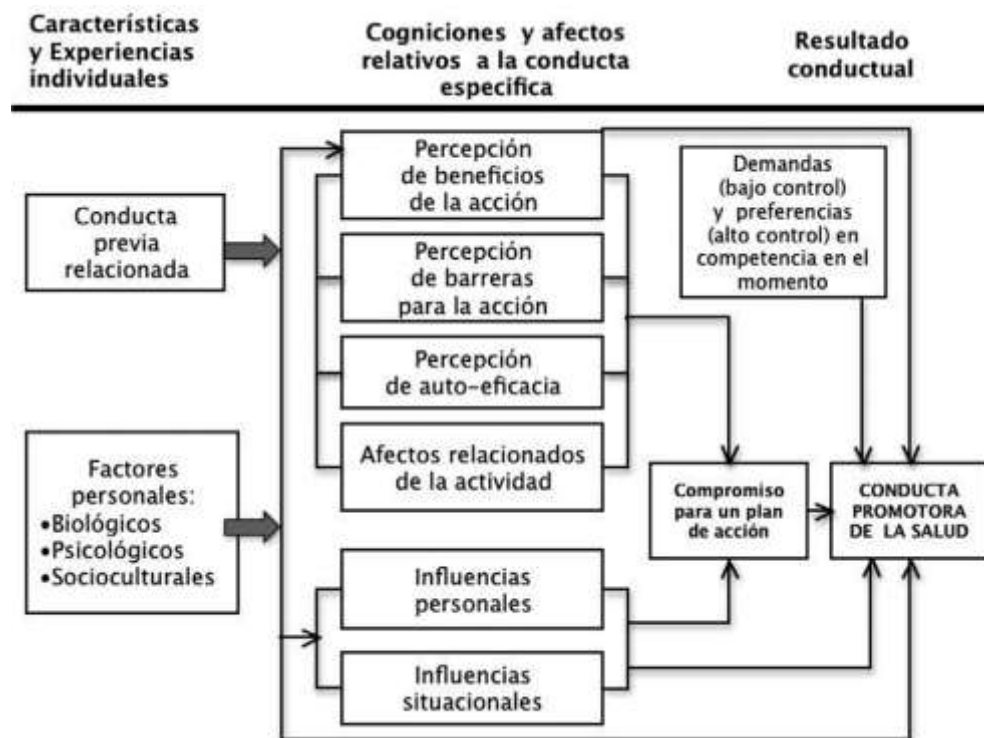 Características
y Experiencias
individuales
Cogniciones y afectos
relativos a la conducta
especifica
Resultado
conductual
Conducta
previa
relacionada
Factores
personales:
•Biológicos
•Psicológicos
•Socioculturales
Percepción
de beneficios
de la acción
Percepción
de barreras
para la acción
Percepción
de auto-eficacia
Afectos relacionados
de la actividad
Influencias
personales
Influencias
situacionales
Demandas
(bajo control)
y preferencias
(alto control) en
competencia en el
momento
Compromiso
para un plan
de acción
CONDUCTA
PROMOTORA
DE LA SALUD